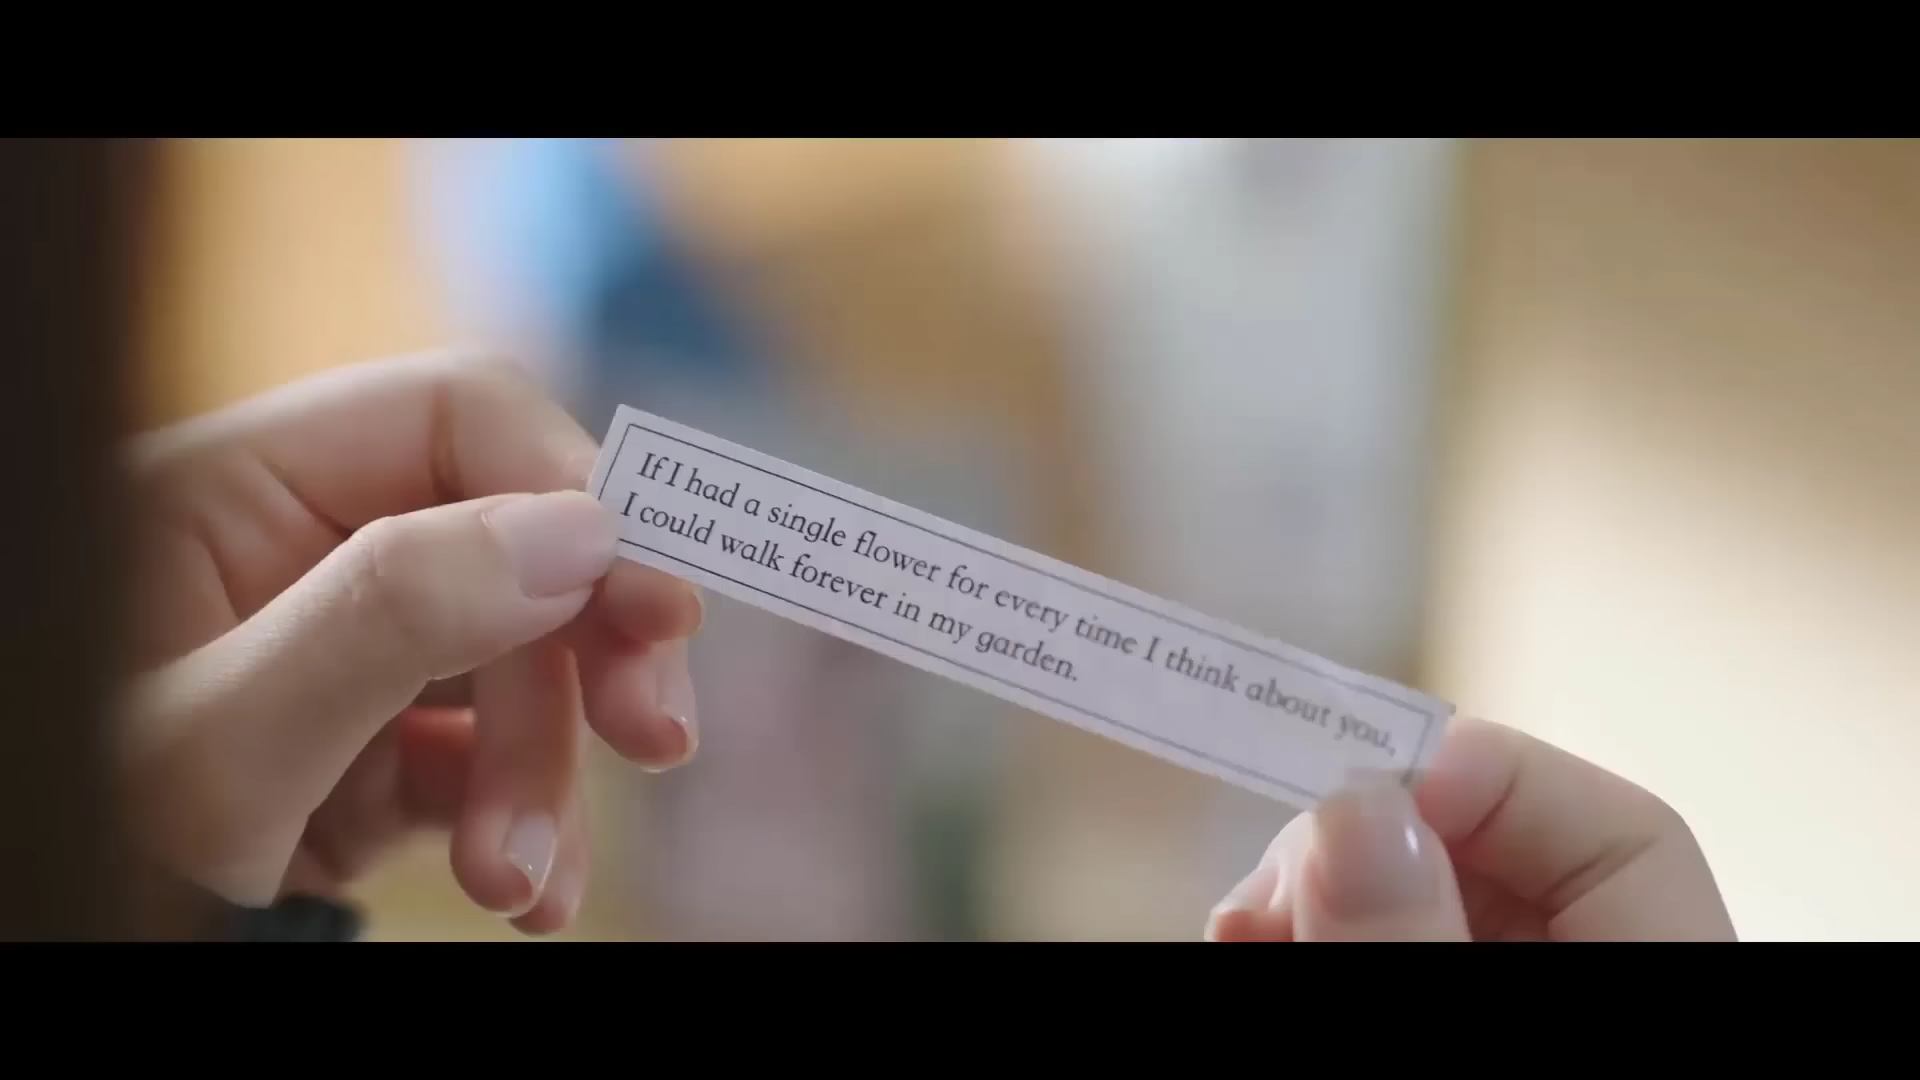 If I had a single flower for every time I think about you,
I could walk forever in my garden.